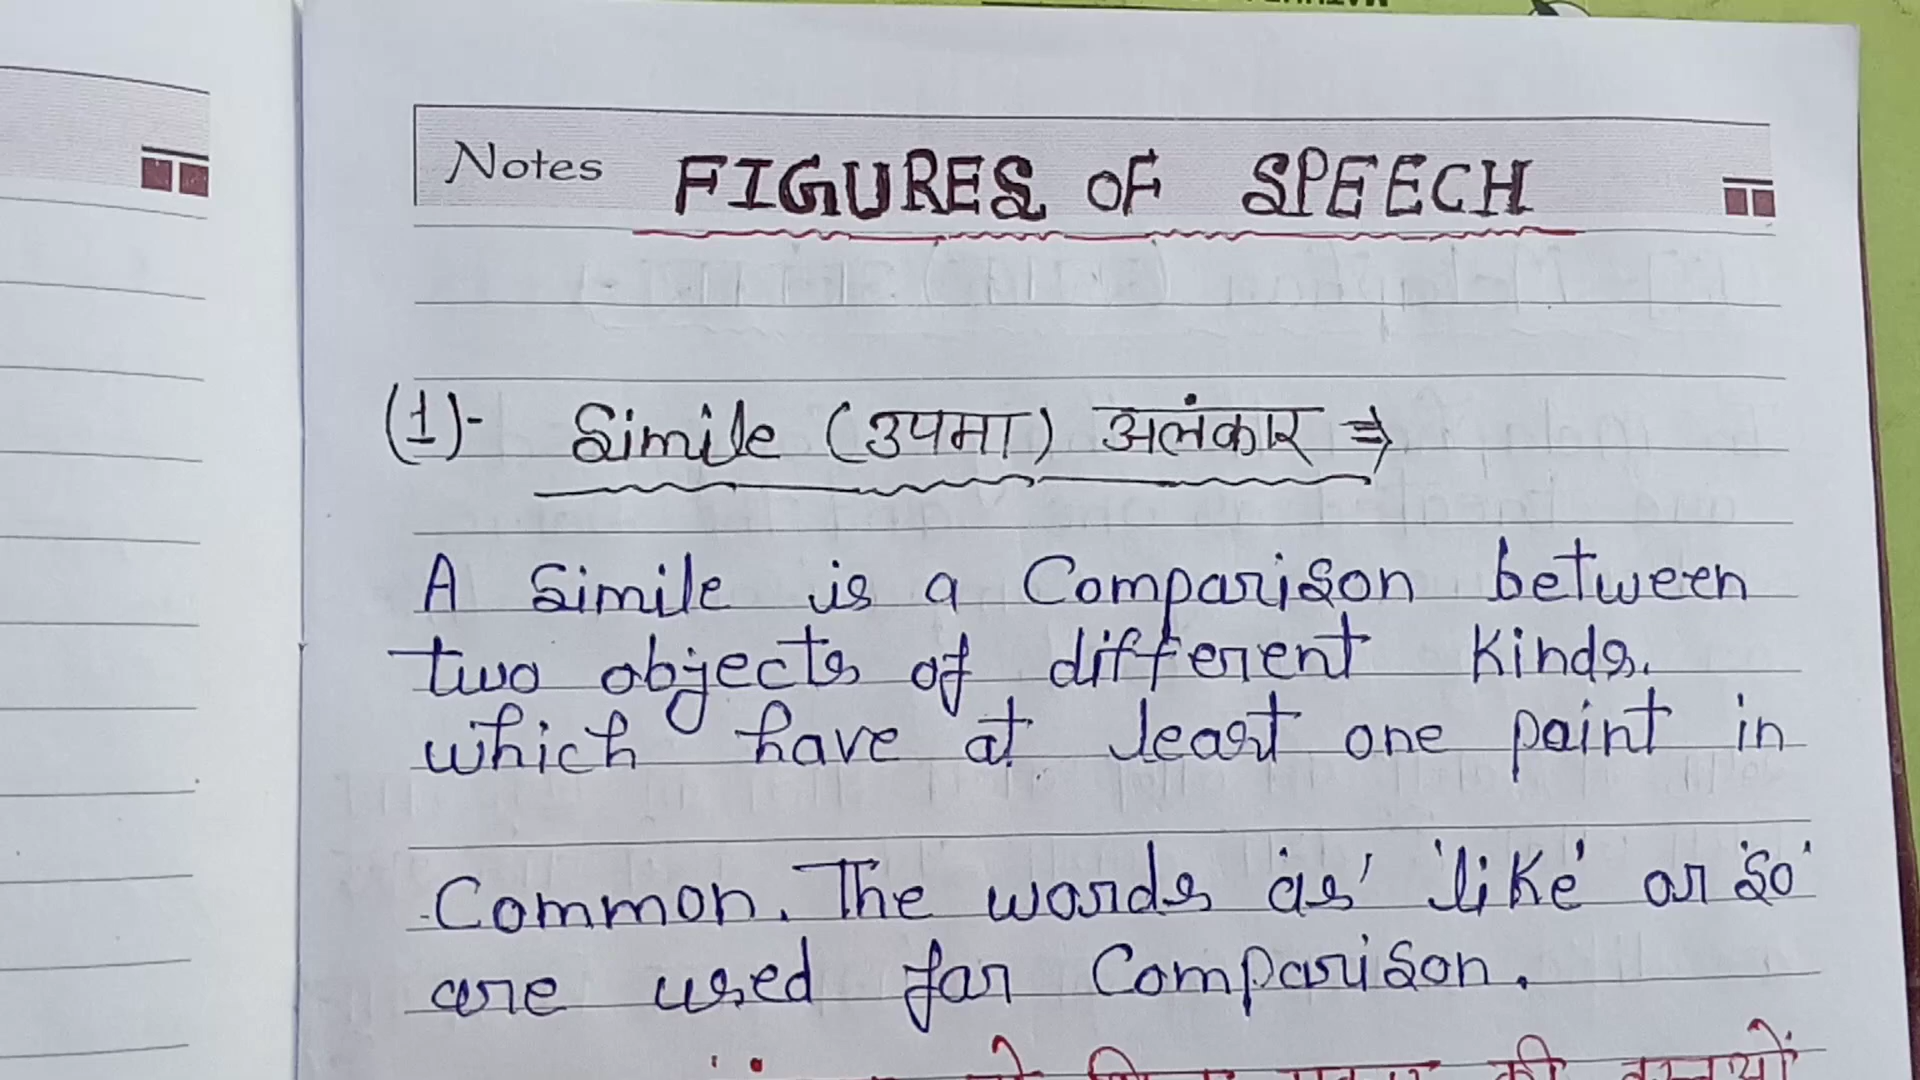 Notes FIGURES OF SPEECH
(1)- Simile (उपमा) अलंकार ⇒
A Simile is a Comparison between
two objects of different Kinds.
which have at least one point in
Common. The words as' 'like' or 'so'
are used for Comparison.
की वस्तुओं